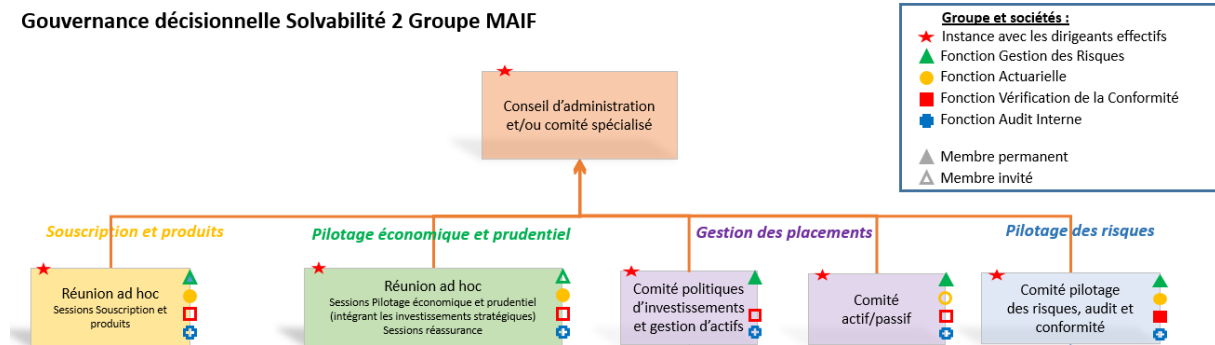 Gouvernance décisionnelle Solvabilité 2 Groupe MAIF
Groupe et sociétés :
Instance avec les dirigeants effectifs
Fonction Gestion des Risques
Fonction Actuarielle
Fonction Vérification de la Conformité
Fonction Audit Interne
Membre permanent
Membre invité
Conseil d'administration
et/ou comité spécialisé
Souscription et produits
Pilotage économique et prudentiel
Gestion des placements
Pilotage des risques
Réunion ad hoc
Sessions Souscription et
produits
Réunion ad hoc
Sessions Pilotage économique et prudentiel
(intégrant les investissements stratégiques)
Sessions réassurance
Comité politiques
d'investissements
et gestion d'actifs
Comité
actif/passif
Comité pilotage
des risques, audit et
conformité